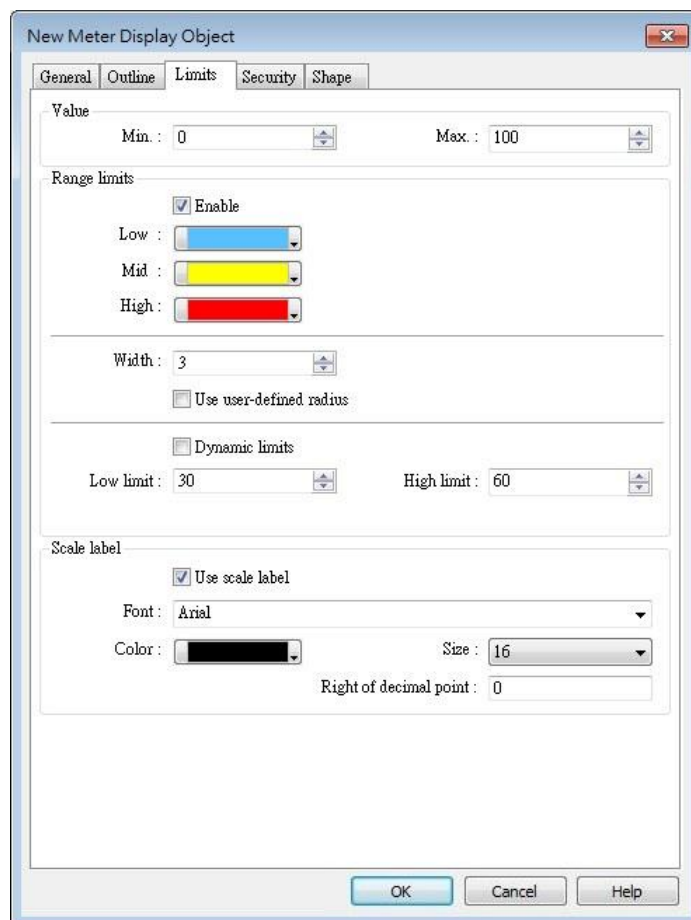 New Meter Display Object
General Outline Limits Security Shape
Value
Min. : 0 Max. : 100
Range limits
Enable
Low :
Mid :
High :
Width : 3
Use user-defined radius
Dynamic limits
Low limit : 30 High limit : 60
Scale label
Use scale label
Font : Arial
Color : Size : 16
Right of decimal point : 0
OK Cancel Help